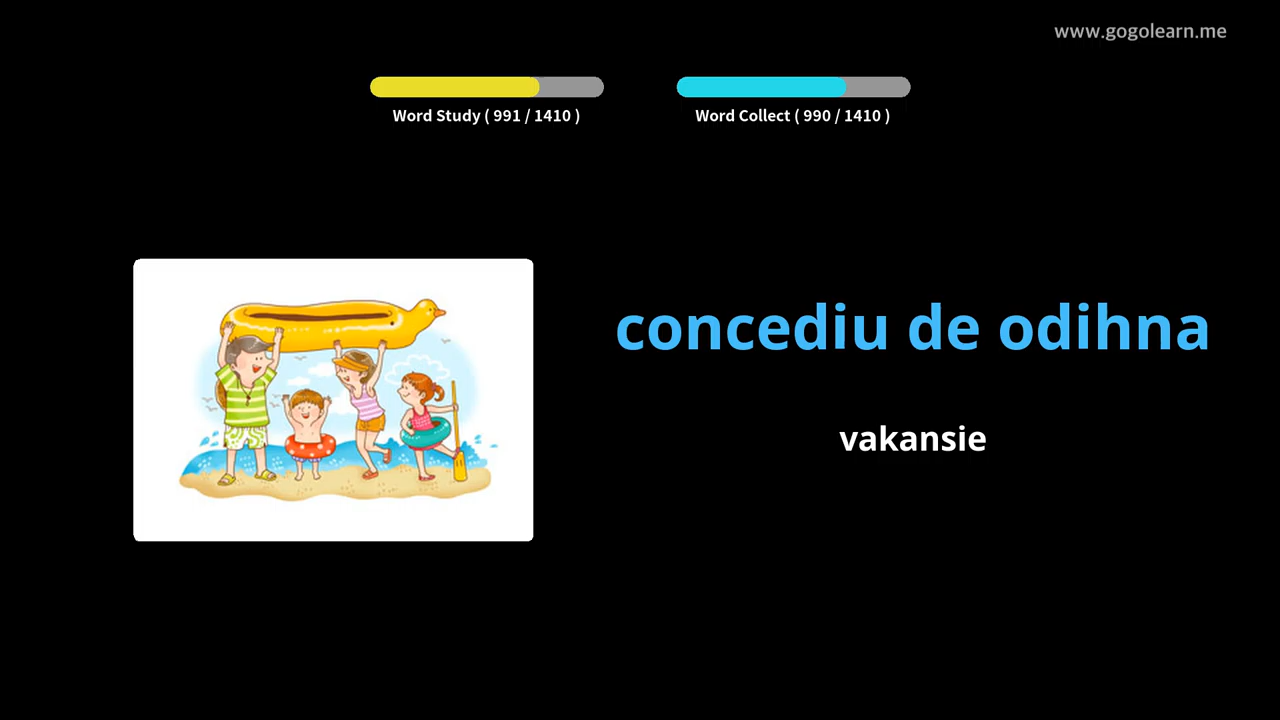 www.gogolearn.me
Word Study ( 991 / 1410 )
Word Collect ( 990 / 1410 )
concediu de odihna
vakansie